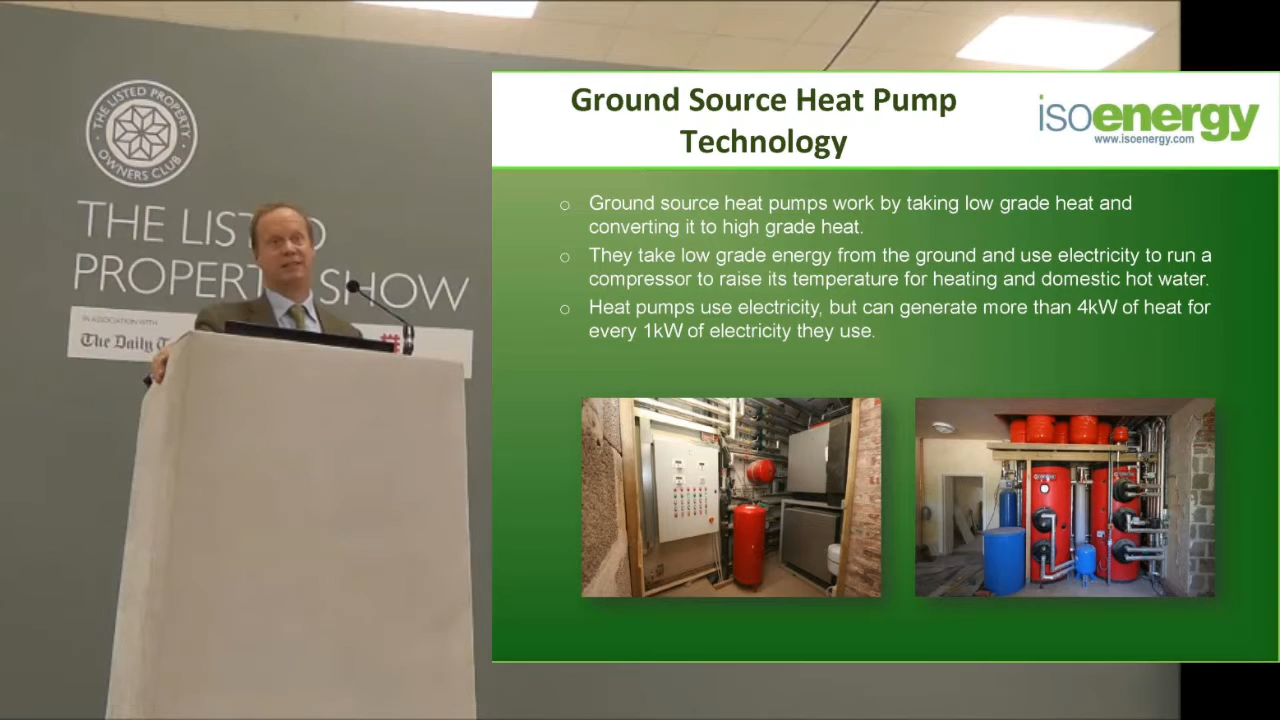 THE LISTED PROPERTY
OWNERS CLUB
THE LIST D
PROPERT SHOW
IN ASSOCIATION WITH
The Daily
Ground Source Heat Pump
Technology
isoenergy
www.isoenergy.com
Ground source heat pumps work by taking low grade heat and
converting it to high grade heat.
They take low grade energy from the ground and use electricity to run a
compressor to raise its temperature for heating and domestic hot water.
Heat pumps use electricity, but can generate more than 4kW of heat for
every 1kW of electricity they use.